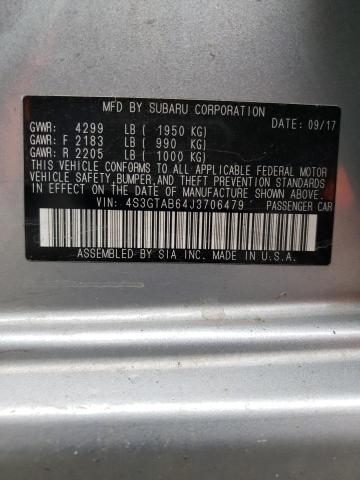 MFD BY SUBARU CORPORATION
GVWR: 4299 LB ( 1950 KG) DATE: 09/17
GAWR: F 2183 LB ( 990 KG)
GAWR: R 2205 LB ( 1000 KG)
THIS VEHICLE CONFORMS TO ALL APPLICABLE FEDERAL MOTOR
VEHICLE SAFETY, BUMPER, AND THEFT PREVENTION STANDARDS
IN EFFECT ON THE DATE OF MANUFACTURE SHOWN ABOVE.
VIN: 4S3GTAB64J3706479
PASSENGER CAR
ASSEMBLED BY SIA INC. MADE IN U.S.A.